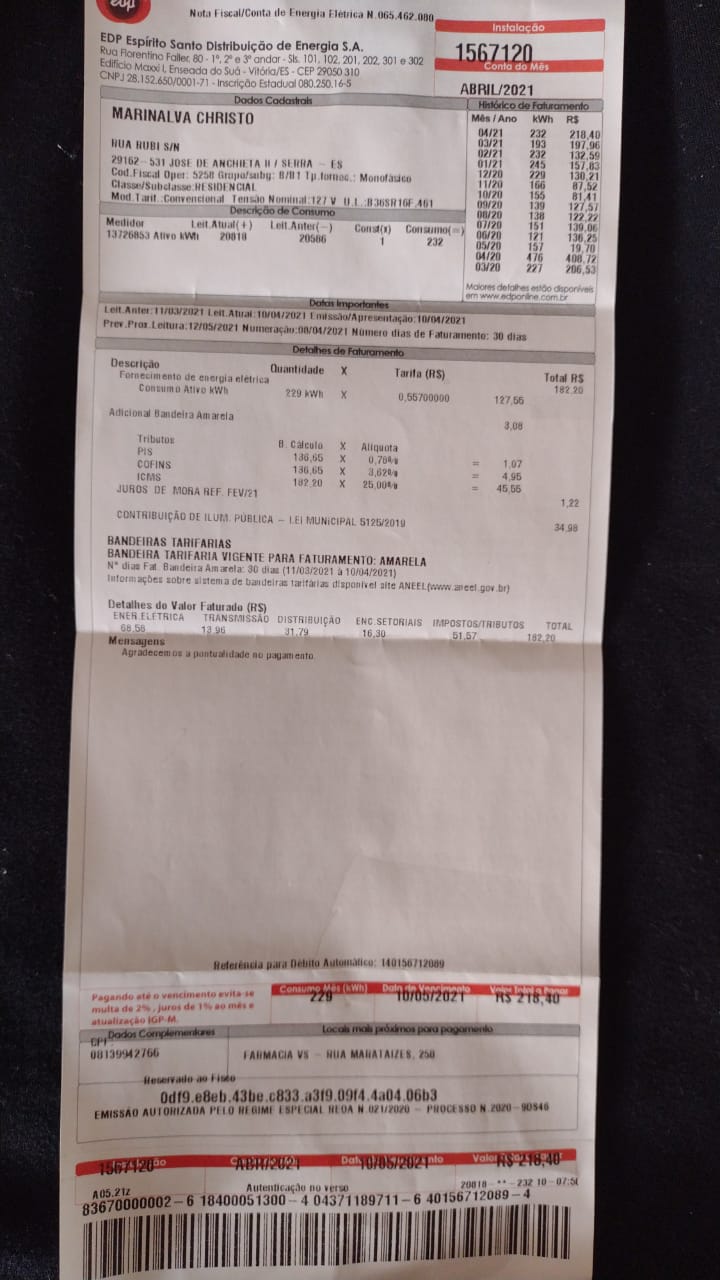 edp
Nota Fiscal/Conta de Energia Elétrica N.065.462.080
EDP Espírito Santo Distribuição de Energia S.A.
Rua Florentino Faller, 80 - 1º, 2º e 3º andar - Sls. 101, 102, 201, 202, 301 e 302
Edifício Maxxi I, Enseada do Suá - Vitória/ES - CEP 29050 310
CNPJ 28.152.650/0001-71 - Inscrição Estadual 080.250.16-5
Instalação
1567120
Conta do Mês
ABRIL/2021
Dados Cadastrais
MARINALVA CHRISTO
RUA RUBI S/N
29162-531 JOSE DE ANCHIETA II / SERRA - ES
Cod.Fiscal Oper: 5258 Grupo/subg: B/B1 Tp.fornec.: Monofásico
Classe/Subclasse:RESIDENCIAL
Mod.Tarif.:Convencional Tensão Nominal:127 V U.L.:B36SR16F.461
Histórico de Faturamento
Mês / Ano kWh R$
04/21 232 218,40
03/21 193 197,96
02/21 232 132,59
01/21 245 157,83
12/20 229 130,21
11/20 166 87,52
10/20 155 81,41
09/20 139 127,57
08/20 138 122,22
07/20 151 139,06
06/20 121 136,25
05/20 157 19,70
04/20 476 408,72
03/20 227 206,53
Maiores detalhes estão disponíveis
em www.edponline.com.br
Descrição de Consumo
Medidor Leit.Atual(+) Leit.Anter(-) Const(x) Consumo(=)
13726853 Ativo kWh 20818 20586 1 232
Datas Importantes
Leit.Anter:11/03/2021 Leit.Atual:10/04/2021 Emissão/Apresentação:10/04/2021
Prev.Prox.Leitura:12/05/2021 Numeração:08/04/2021 Número dias de Faturamento: 30 dias
Detalhes de Faturamento
Descrição Quantidade X Tarifa (R$) Total R$
Fornecimento de energia elétrica 182,20
Consumo Ativo kWh 229 kWh X 0,55700000 127,55
Adicional Bandeira Amarela 3,08
Tributos B. Cálculo X Alíquota
PIS 136,65 X 0,78% = 1,07
COFINS 136,65 X 3,62% = 4,95
ICMS 182,20 X 25,00% = 45,55
JUROS DE MORA REF. FEV/21 1,22
CONTRIBUIÇÃO DE ILUM. PÚBLICA - LEI MUNICIPAL 5125/2019 34,98
BANDEIRAS TARIFARIAS
BANDEIRA TARIFARIA VIGENTE PARA FATURAMENTO: AMARELA
N° dias Fat. Bandeira Amarela: 30 dias (11/03/2021 à 10/04/2021)
Informações sobre sistema de bandeiras tarifárias disponível site ANEEL(www.aneel.gov.br)
Detalhes do Valor Faturado (R$)
ENER.ELÉTRICA TRANSMISSÃO DISTRIBUIÇÃO ENC.SETORIAIS IMPOSTOS/TRIBUTOS TOTAL
68,58 13,96 31,79 16,30 51,57 182,20
Mensagens
Agradecemos a pontualidade no pagamento.
Referência para Débito Automático: 140156712089
Pagando até o vencimento evita-se
multa de 2%, juros de 1% ao mês e
atualização IGP-M.
Consumo Mês (kWh) Data de Vencimento Valor Total a Pagar
229 10/05/2021 R$ 218,40
Dados Complementares
CPF:
08139942766
Locais mais próximos para pagamento
FARMACIA VS - RUA MARATAIZES, 250
Reservado ao Fisco
0df9.e8eb.43be.c833.a3f9.09f4.4a04.06b3
EMISSÃO AUTORIZADA PELO REGIME ESPECIAL REOA N.021/2020 - PROCESSO N.2020-90546
1567120 ABR/2021 10/05/2021 R$ 218,40
A05.21z Autenticação no verso 20818 - ** - 232 10 - 07:50
83670000002-6 18400051300-4 04371189711-6 40156712089-4